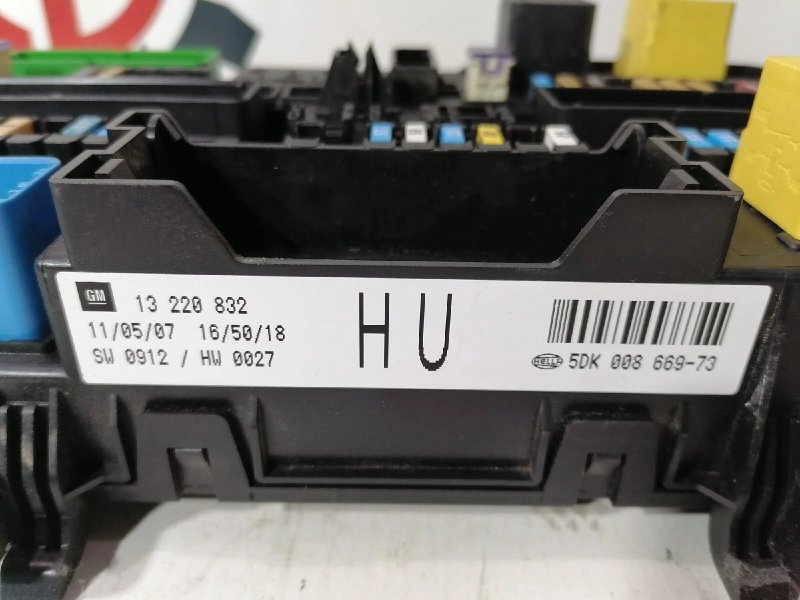 GM 13 220 832
11/05/07 16/50/18
SW 0912 / HW 0027
HU
HELLA 5DK 008 669-73